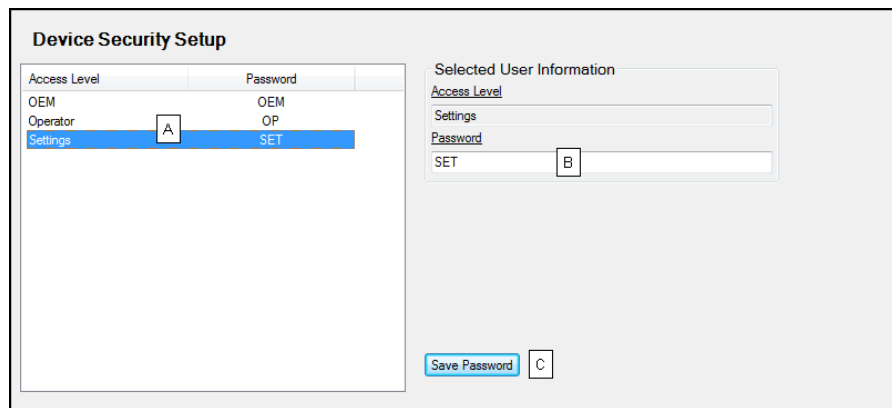 Device Security Setup
Access Level Password
OEM OEM
Operator OP
A
Settings SET
Selected User Information
Access Level
Settings
Password
SET
B
Save Password
C